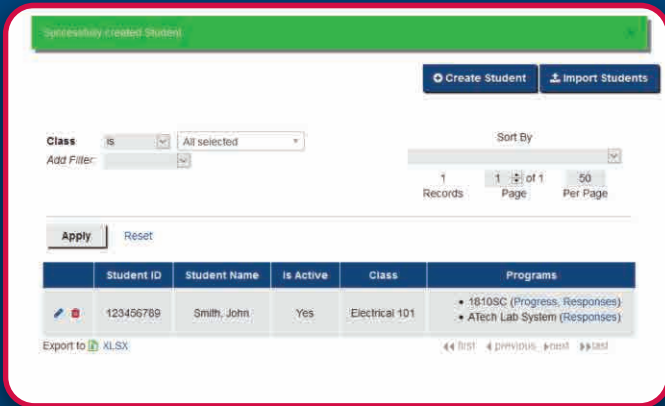 Successfully created Student
Create Student
Import Students
Class is All selected
Add Filter:
Sort By
1 Records
1 of 1 Page
50 Per Page
Apply Reset
Student ID Student Name Is Active Class Programs
123456789 Smith, John Yes Electrical 101
• 1810SC (Progress, Responses)
• ATech Lab System (Responses)
Export to XLSX
first previous next last